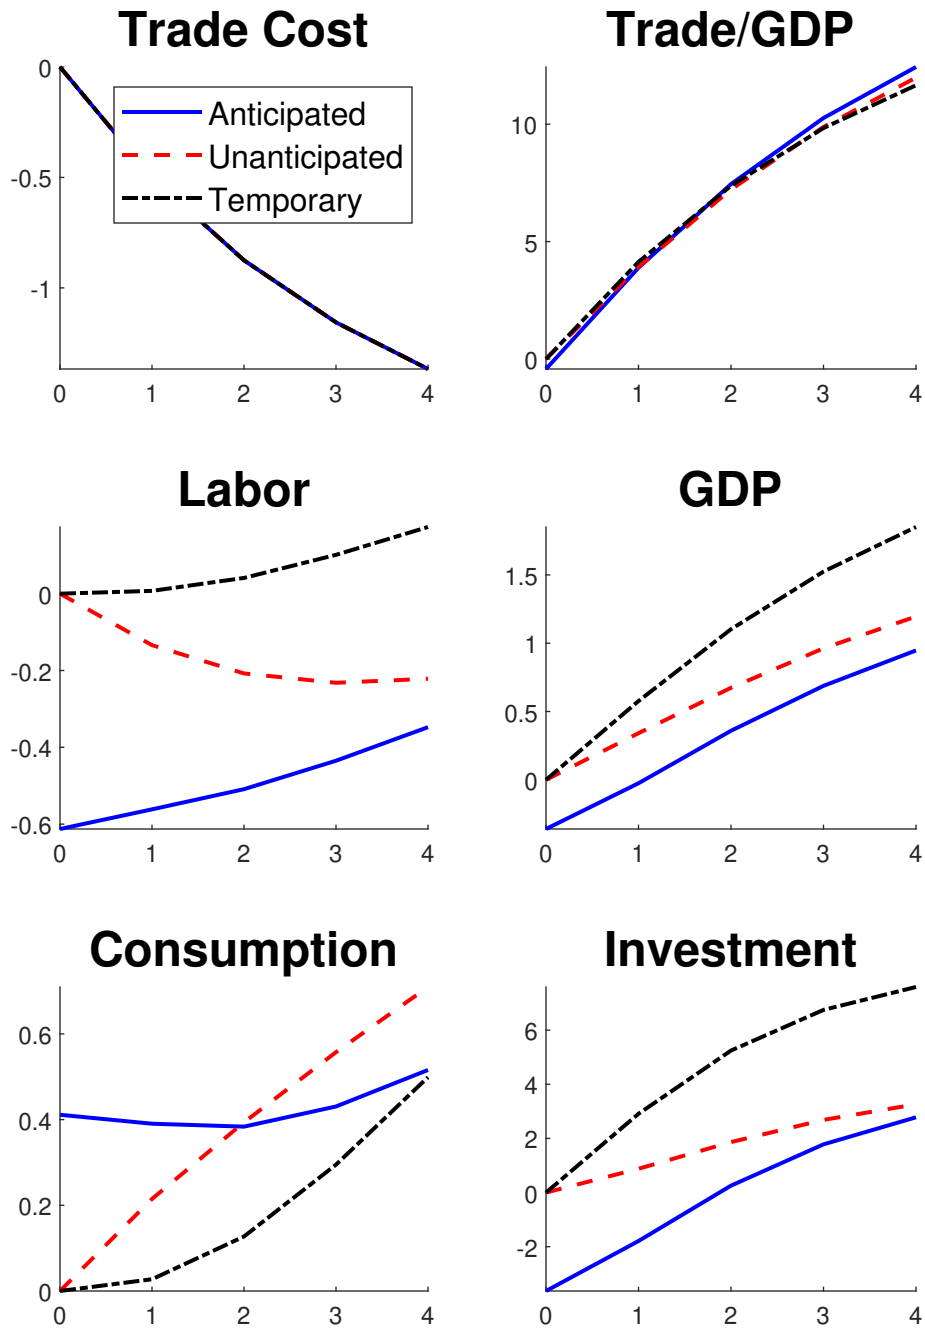 Trade Cost
0
-0.5
-1
Anticipated
Unanticipated
Temporary
0 1 2 3 4
Trade/GDP
10
5
0
0 1 2 3 4
Labor
0
-0.2
-0.4
-0.6
0 1 2 3 4
GDP
1.5
1
0.5
0
0 1 2 3 4
Consumption
0.6
0.4
0.2
0
0 1 2 3 4
Investment
6
4
2
0
-2
0 1 2 3 4